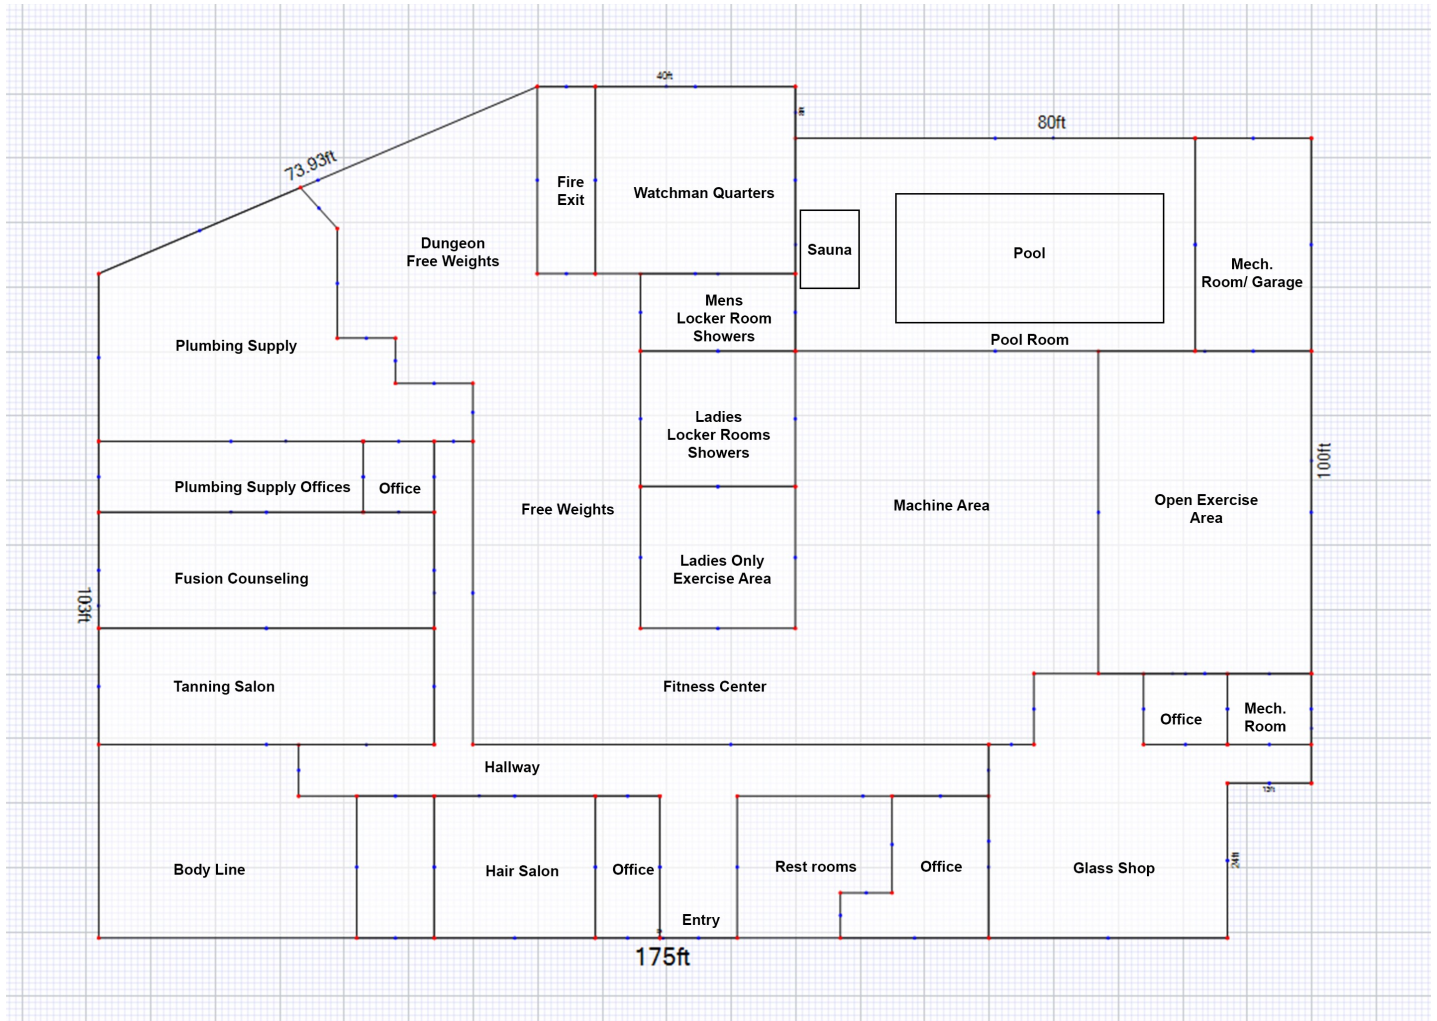 40ft
8ft
80ft
73.93ft
Fire
Exit
Watchman Quarters
Dungeon
Free Weights
Sauna
Pool
Mech.
Room/ Garage
Mens
Locker Room
Showers
Pool Room
Plumbing Supply
Ladies
Locker Rooms
Showers
100ft
Plumbing Supply Offices
Office
Free Weights
Machine Area
Open Exercise
Area
Ladies Only
Exercise Area
Fusion Counseling
103ft
Tanning Salon
Fitness Center
Office
Mech.
Room
Hallway
13ft
Body Line
Hair Salon
Office
Rest rooms
Office
Glass Shop
24ft
Entry
175ft